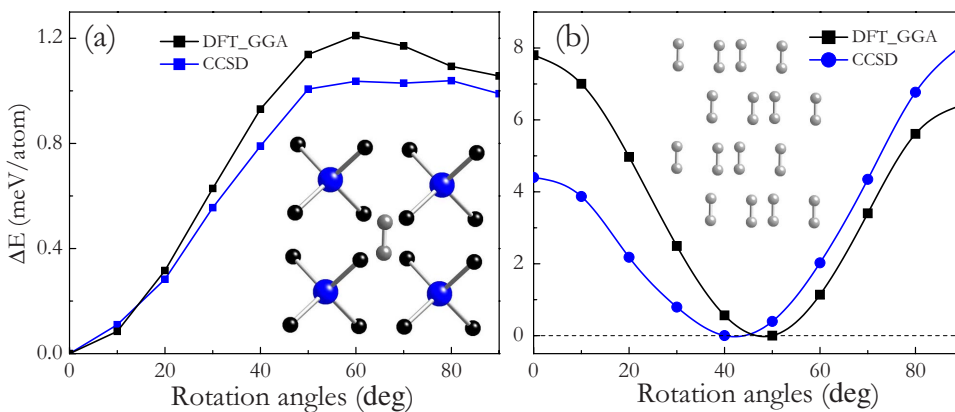 (a)
DFT_GGA
CCSD
ΔE (meV/atom)
1.2
0.8
0.4
0.0
0 20 40 60 80
Rotation angles (deg)
(b)
DFT_GGA
CCSD
8
6
4
2
0
0 20 40 60 80
Rotation angles (deg)